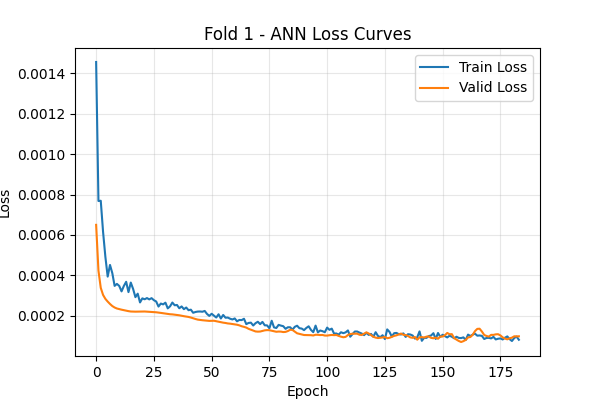 Fold 1 - ANN Loss Curves
Train Loss
Valid Loss
Loss
0.0014
0.0012
0.0010
0.0008
0.0006
0.0004
0.0002
0 25 50 75 100 125 150 175
Epoch